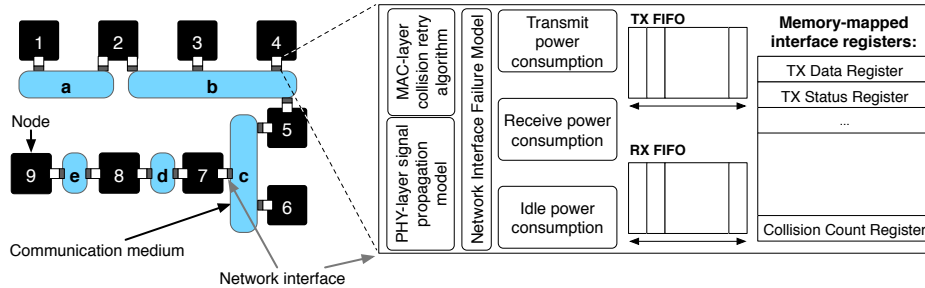 1
2
3
4
a
b
Node
5
9
e
8
d
7
c
6
Communication medium
Network interface
MAC-layer
collision retry
algorithm
PHY-layer signal
propagation
model
Network Interface Failure Model
Transmit
power
consumption
Receive power
consumption
Idle power
consumption
TX FIFO
RX FIFO
Memory-mapped
interface registers:
TX Data Register
TX Status Register
...
Collision Count Register